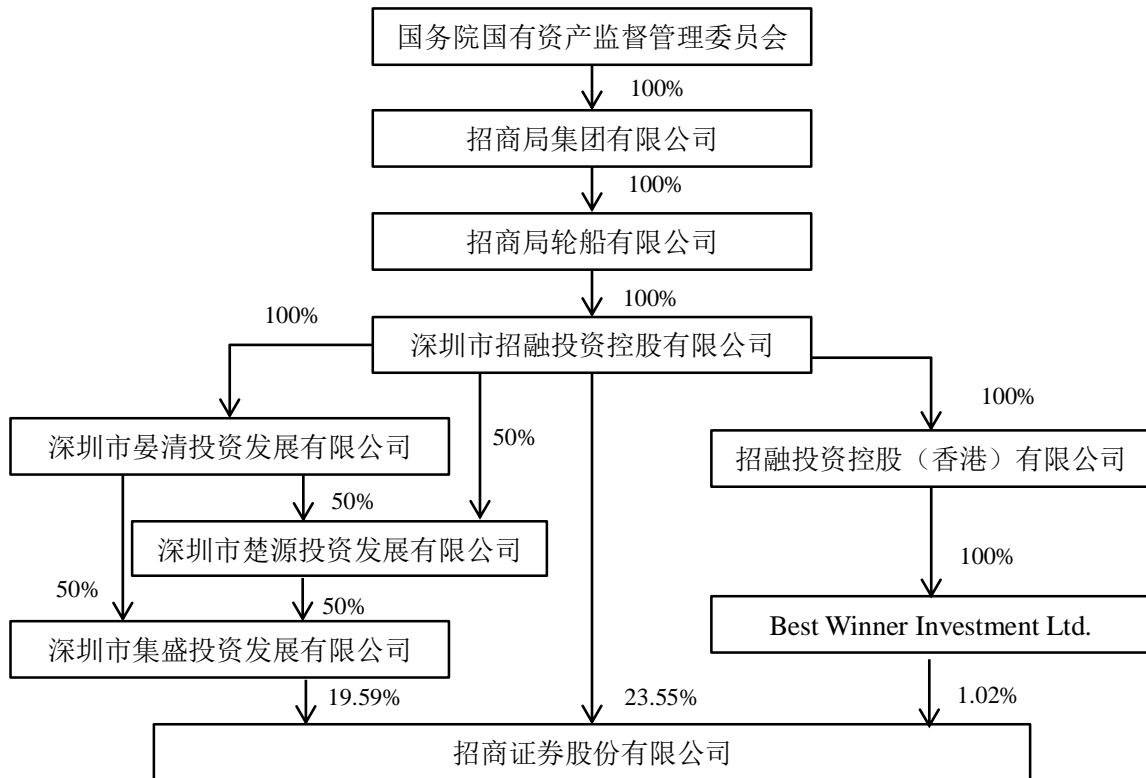 国务院国有资产监督管理委员会
100%
招商局集团有限公司
100%
招商局轮船有限公司
100%
100%
深圳市招融投资控股有限公司
100%
50%
深圳市晏清投资发展有限公司
招融投资控股（香港）有限公司
50%
深圳市楚源投资发展有限公司
100%
50%
50%
Best Winner Investment Ltd.
深圳市集盛投资发展有限公司
19.59%
23.55%
1.02%
招商证券股份有限公司